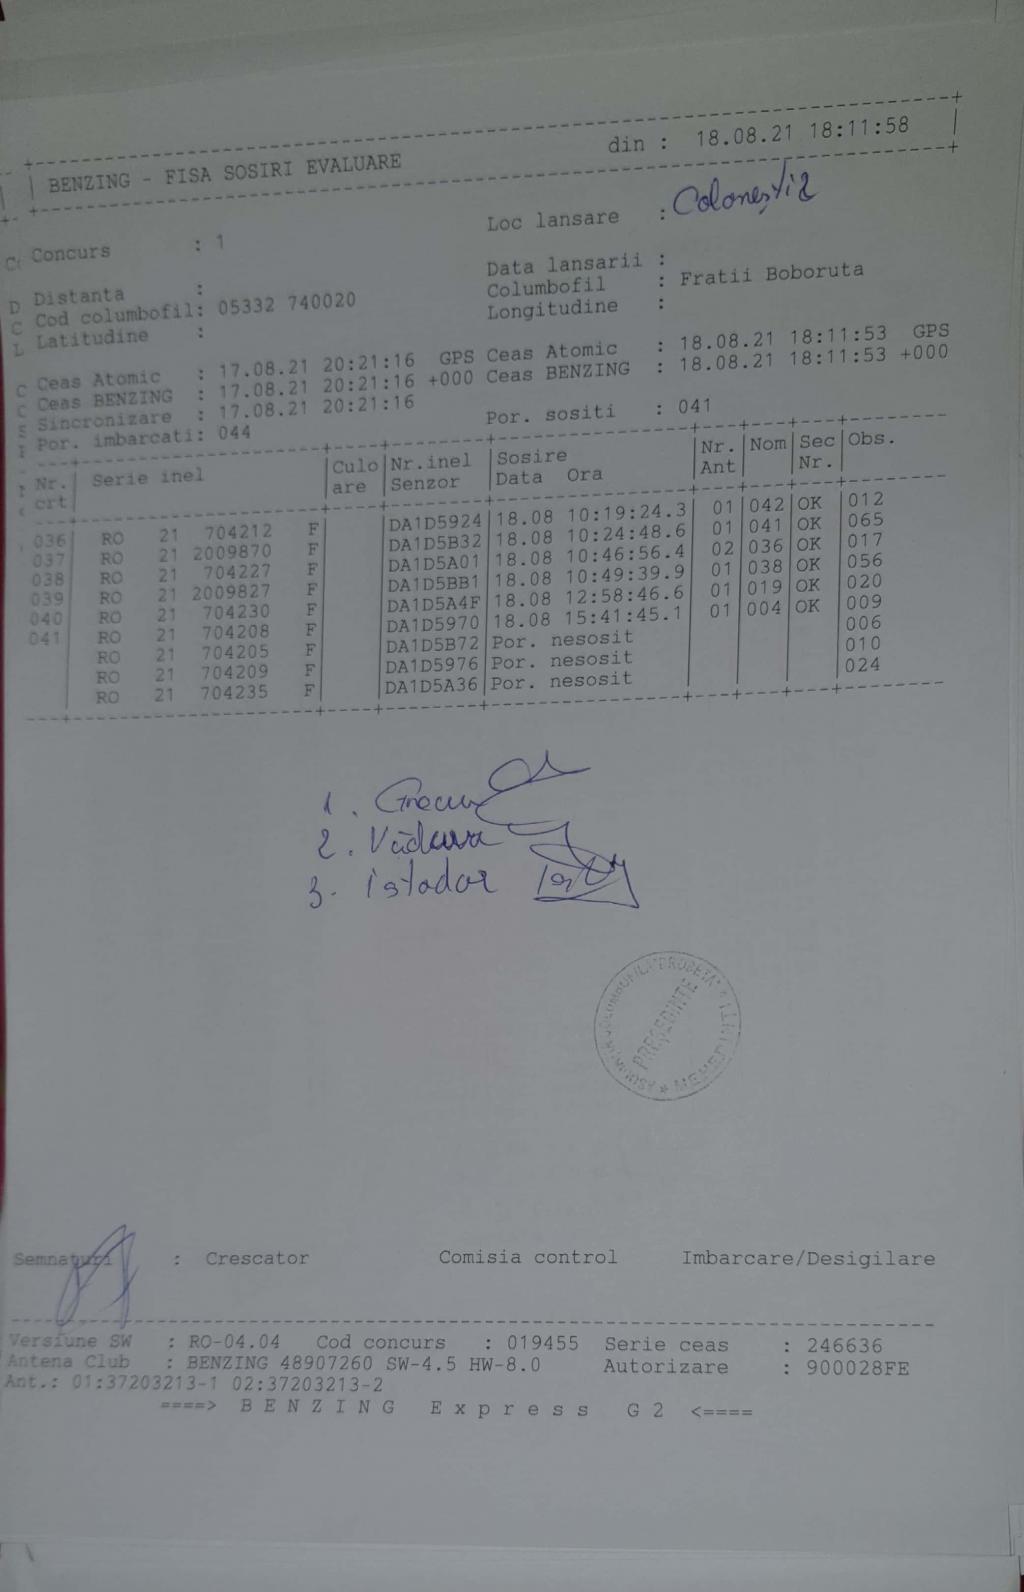 BENZING - FISA SOSIRI EVALUARE din : 18.08.21 18:11:58
Concurs : 1 Loc lansare :
Distanta : Data lansarii :
Cod columbofil: 05332 740020 Columbofil : Fratii Boboruta
Latitudine : Longitudine :
Ceas Atomic : 17.08.21 20:21:16 GPS Ceas Atomic : 18.08.21 18:11:53 GPS
Ceas BENZING : 17.08.21 20:21:16 +000 Ceas BENZING : 18.08.21 18:11:53 +000
Sincronizare : 17.08.21 20:21:16
Por. imbarcati: 044 Por. sositi : 041
Nr. Serie inel Culo Nr.inel Sosire Nr. Nom Sec Obs.
crt are Senzor Data Ora Ant Nr.
036 RO 21 704212 F DA1D5924 18.08 10:19:24.3 01 042 OK 012
037 RO 21 2009870 F DA1D5B32 18.08 10:24:48.6 01 041 OK 065
038 RO 21 704227 F DA1D5A01 18.08 10:46:56.4 02 036 OK 017
039 RO 21 2009827 F DA1D5BB1 18.08 10:49:39.9 01 038 OK 056
040 RO 21 704230 F DA1D5A4F 18.08 12:58:46.6 01 019 OK 020
041 RO 21 704208 F DA1D5970 18.08 15:41:45.1 01 004 OK 009
RO 21 704205 F DA1D5B72 Por. nesosit 006
RO 21 704209 F DA1D5976 Por. nesosit 010
RO 21 704235 F DA1D5A36 Por. nesosit 024
1.
2. Văduva
3. istodor
PREȘEDINTE
Semnaturi : Crescator Comisia control Imbarcare/Desigilare
Versiune SW : RO-04.04 Cod concurs : 019455 Serie ceas : 246636
Antena Club : BENZING 48907260 SW-4.5 HW-8.0 Autorizare : 900028FE
Ant.: 01:37203213-1 02:37203213-2
====> B E N Z I N G E x p r e s s G 2 <====